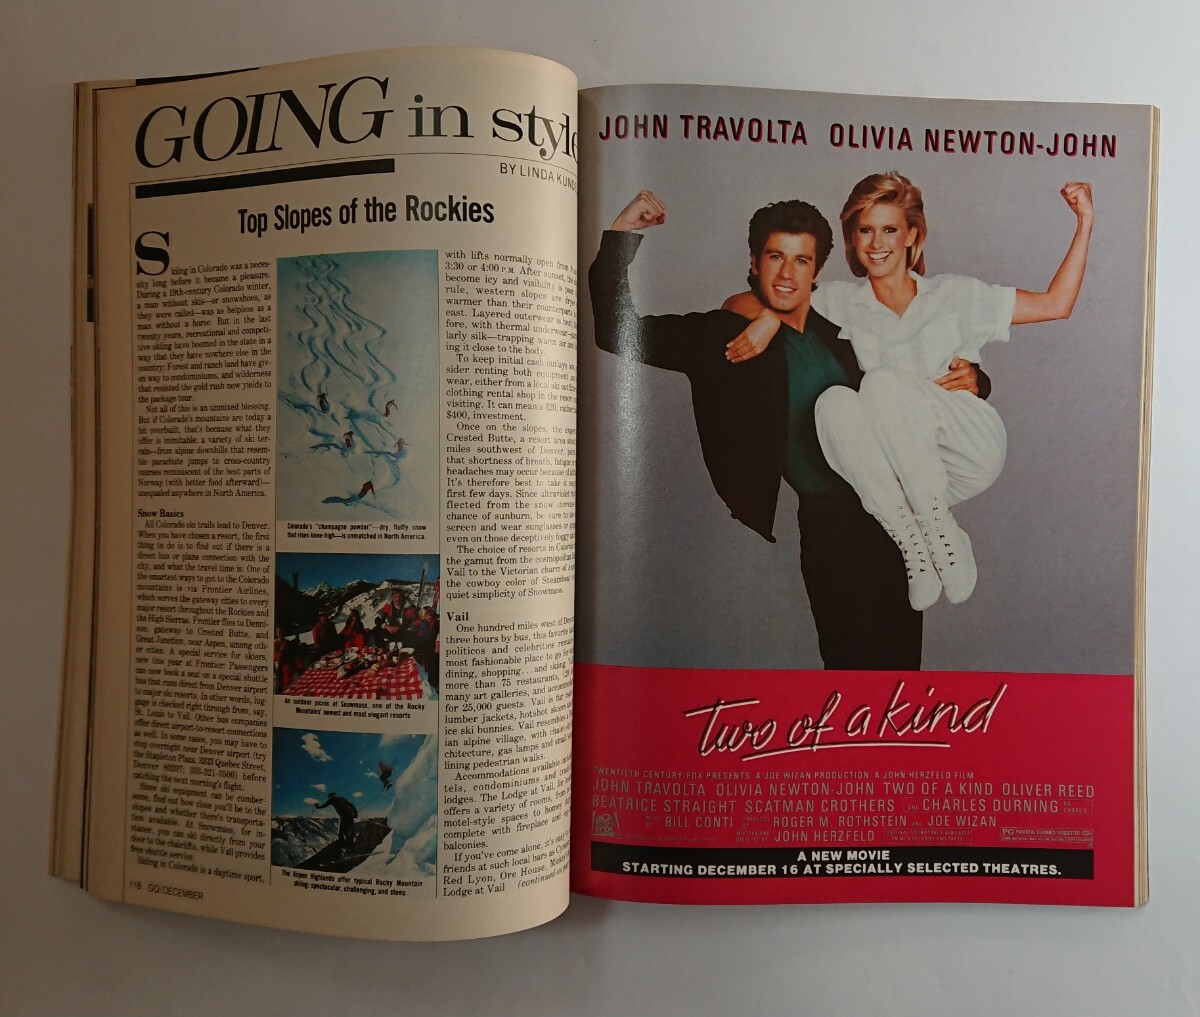 GOING in style
BY LINDA
Top Slopes of the Rockies
Skiing in Colorado was a neces-
sity long before it became a pleasure.
During a 19th-century Colorado winter,
a man without skis—or snowshoes, as
they were called—was as helpless as a
man without a horse. But in the last
twenty years, recreational and competi-
tive skiing have boomed in the state in a
way that they have nowhere else in the
country: Forest and ranch land have giv-
en way to condominiums, and wilderness
that resisted the gold rush now yields to
the package tour.
Not all of this is an unmixed blessing.
But if Colorado's mountains are today a
bit overbuilt, that's because what they
offer is inimitable: a variety of ski ter-
rain—from alpine downhills that resem-
ble parachute jumps to cross-country
courses reminiscent of the best parts of
Norway (with better food afterward)—
unequaled anywhere in North America.
Snow Basics
All Colorado ski trails lead to Denver.
When you have chosen a resort, the first
thing to do is to find out if there is a
direct bus or plane connection with the
city, and what the travel time is. One of
the smartest ways to get to the Colorado
mountains is via Frontier Airlines,
which serves the gateway cities to every
major resort throughout the Rockies and
the High Sierras. Frontier flies to Denni-
son, gateway to Crested Butte, and
Great Junction, near Aspen, among oth-
er cities. A special service for skiers,
new this year at Frontier: Passengers
can now book a seat on a special shuttle
bus that runs direct from Denver airport
to major ski resorts. In other words, lug-
gage is checked right through from, say,
St. Louis to Vail. Other bus companies
offer direct airport-to-resort connections
as well. In some cases, you may have to
stop overnight near Denver airport (try
the Stapleton Plaza, 3333 Quebec Street,
Denver 80207; 303-321-3500) before
catching the next morning's flight.
Since ski equipment can be cumber-
some, find out how close you'll be to the
slopes and whether there's transporta-
tion available. At Snowmass, for in-
stance, you can ski directly from your
door to the chairlifts, while Vail provides
free shuttle service.
Skiing in Colorado is a daytime sport,
118 GQ/DECEMBER
Colorado's "champagne powder"—dry, fluffy snow
that rises knee-high—is unmatched in North America.
An outdoor picnic at Snowmass, one of the Rocky
Mountains' newest and most elegant resorts
The Aspen Highlands offer typical Rocky Mountain
skiing: spectacular, challenging, and steep.
with lifts normally open from
3:30 or 4:00 P.M. After sunset, the
become icy and visibility is poor
rule, western slopes are
warmer than their counterparts
east. Layered outerwear is best,
fore, with thermal underwear
larly silk—trapping warm air and
ing it close to the body.
To keep initial cash outlays
sider renting both equipment
wear, either from a local ski
clothing rental shop in the resort
visiting. It can mean a $20, rather
$400, investment.
Once on the slopes, the
Crested Butte, a resort area
miles southwest of Denver,
that shortness of breath, fatigue
headaches may occur because of
It's therefore best to take it
first few days. Since ultraviolet
flected from the snow
chance of sunburn, be sure to
screen and wear sunglasses or
even on those deceptively foggy
The choice of resorts in Colorado
the gamut from the cosmopolitan
Vail to the Victorian charm of
the cowboy color of Steamboat
quiet simplicity of Snowmass.
Vail
One hundred miles west of
three hours by bus, this favorite
politicos and celebrities
most fashionable place to go for
dining, shopping . . . and skiing.
more than 75 restaurants,
many art galleries, and
for 25,000 guests. Vail is
lumber jackets, hotshot skiers
ice ski bunnies. Vail resembles
ian alpine village, with
chitecture, gas lamps and small
lining pedestrian walks.
Accommodations available
tels, condominiums and
lodges. The Lodge at Vail, for
offers a variety of rooms, from
motel-style spaces to
complete with fireplace and
balconies.
If you've come alone, it's
friends at such local bars as
Red Lyon, Ore House,
Lodge at Vail (continued on
JOHN TRAVOLTA OLIVIA NEWTON-JOHN
Two of a kind
TWENTIETH CENTURY-FOX PRESENTS A JOE WIZAN PRODUCTION A JOHN HERZFELD FILM
JOHN TRAVOLTA OLIVIA NEWTON-JOHN TWO OF A KIND OLIVER REED
BEATRICE STRAIGHT SCATMAN CROTHERS AND CHARLES DURNING AS CHARLIE
MUSIC BY BILL CONTI PRODUCED BY ROGER M. ROTHSTEIN AND JOE WIZAN
WRITTEN AND DIRECTED BY JOHN HERZFELD
PG PARENTAL GUIDANCE SUGGESTED
A NEW MOVIE
STARTING DECEMBER 16 AT SPECIALLY SELECTED THEATRES.